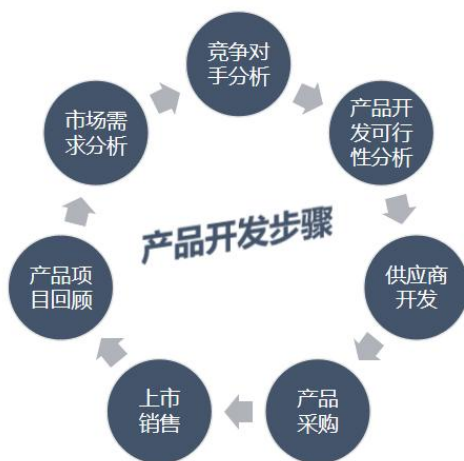 竞争对
手分析
产品开
发可行
性分析
供应商
开发
产品
采购
上市
销售
产品项
目回顾
市场需
求分析
产品开发步骤